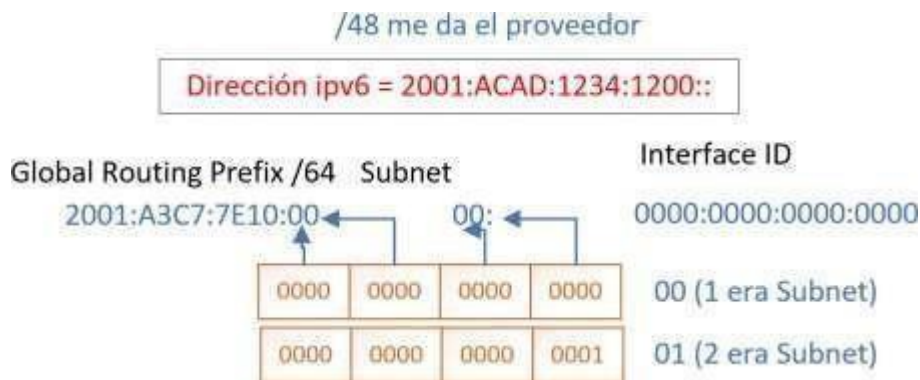 /48 me da el proveedor
Dirección ipv6 = 2001:ACAD:1234:1200::
Global Routing Prefix /64 Subnet Interface ID
2001:A3C7:7E10:00 00: 0000:0000:0000:0000
0000 0000 0000 0000 00 (1 era Subnet)
0000 0000 0000 0001 01 (2 era Subnet)